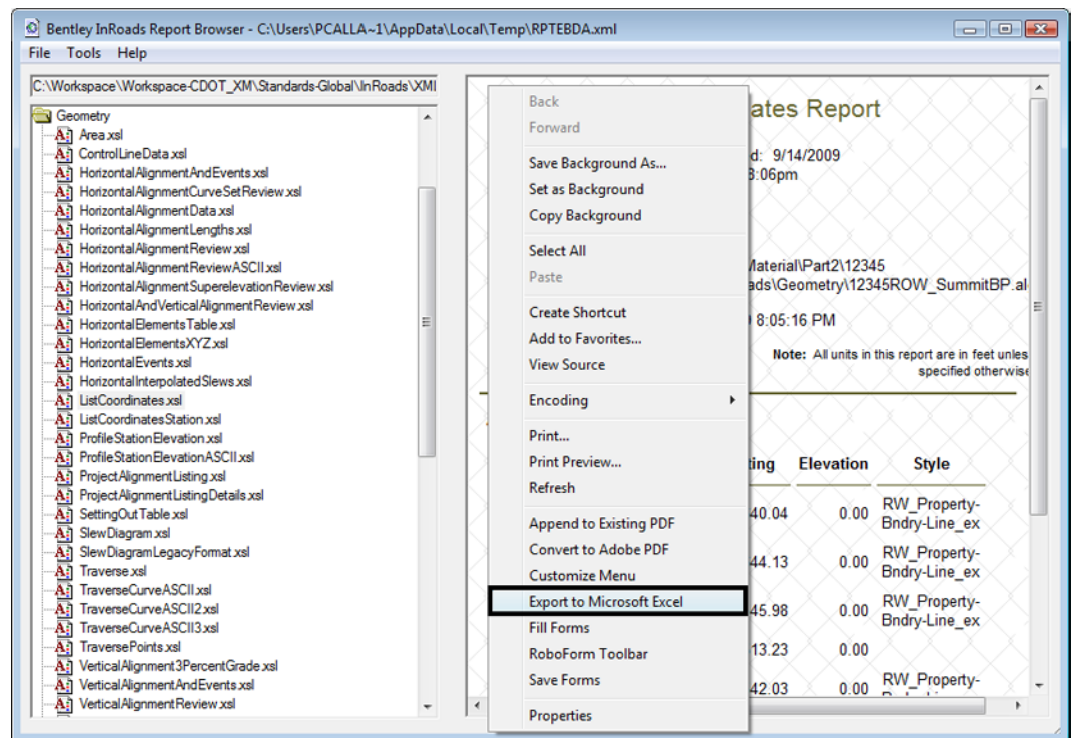 Bentley InRoads Report Browser - C:\Users\PCALLA~1\AppData\Local\Temp\RPTEBDA.xml
File Tools Help
C:\Workspace\Workspace-CDOT_XM\Standards-Global\InRoads\XMl
Geometry
Area.xsl
ControlLineData.xsl
HorizontalAlignmentAndEvents.xsl
HorizontalAlignmentCurveSetReview.xsl
HorizontalAlignmentData.xsl
HorizontalAlignmentLengths.xsl
HorizontalAlignmentReview.xsl
HorizontalAlignmentReviewASCII.xsl
HorizontalAlignmentSuperelevationReview.xsl
HorizontalAndVerticalAlignmentReview.xsl
HorizontalElementsTable.xsl
HorizontalElementsXYZ.xsl
HorizontalEvents.xsl
HorizontalInterpolatedSlews.xsl
ListCoordinates.xsl
ListCoordinatesStation.xsl
ProfileStationElevation.xsl
ProfileStationElevationASCII.xsl
ProjectAlignmentListing.xsl
ProjectAlignmentListingDetails.xsl
SettingOutTable.xsl
SlewDiagram.xsl
SlewDiagramLegacyFormat.xsl
Traverse.xsl
TraverseCurveASCII.xsl
TraverseCurveASCII2.xsl
TraverseCurveASCII3.xsl
TraversePoints.xsl
VerticalAlignment3PercentGrade.xsl
VerticalAlignmentAndEvents.xsl
VerticalAlignmentReview.xsl
Back
Forward
Save Background As...
Set as Background
Copy Background
Select All
Paste
Create Shortcut
Add to Favorites...
View Source
Encoding
Print...
Print Preview...
Refresh
Append to Existing PDF
Convert to Adobe PDF
Customize Menu
Export to Microsoft Excel
Fill Forms
RoboForm Toolbar
Save Forms
Properties
ates Report
d: 9/14/2009
3:06pm
Material\Part2\12345
ads\Geometry\12345ROW_SummitBP.al
8:05:16 PM
Note: All units in this report are in feet unles
specified otherwise
ting Elevation Style
40.04 0.00 RW_Property-
Bndry-Line_ex
44.13 0.00 RW_Property-
Bndry-Line_ex
45.98 0.00 RW_Property-
Bndry-Line_ex
13.23 0.00
42.03 0.00 RW_Property-